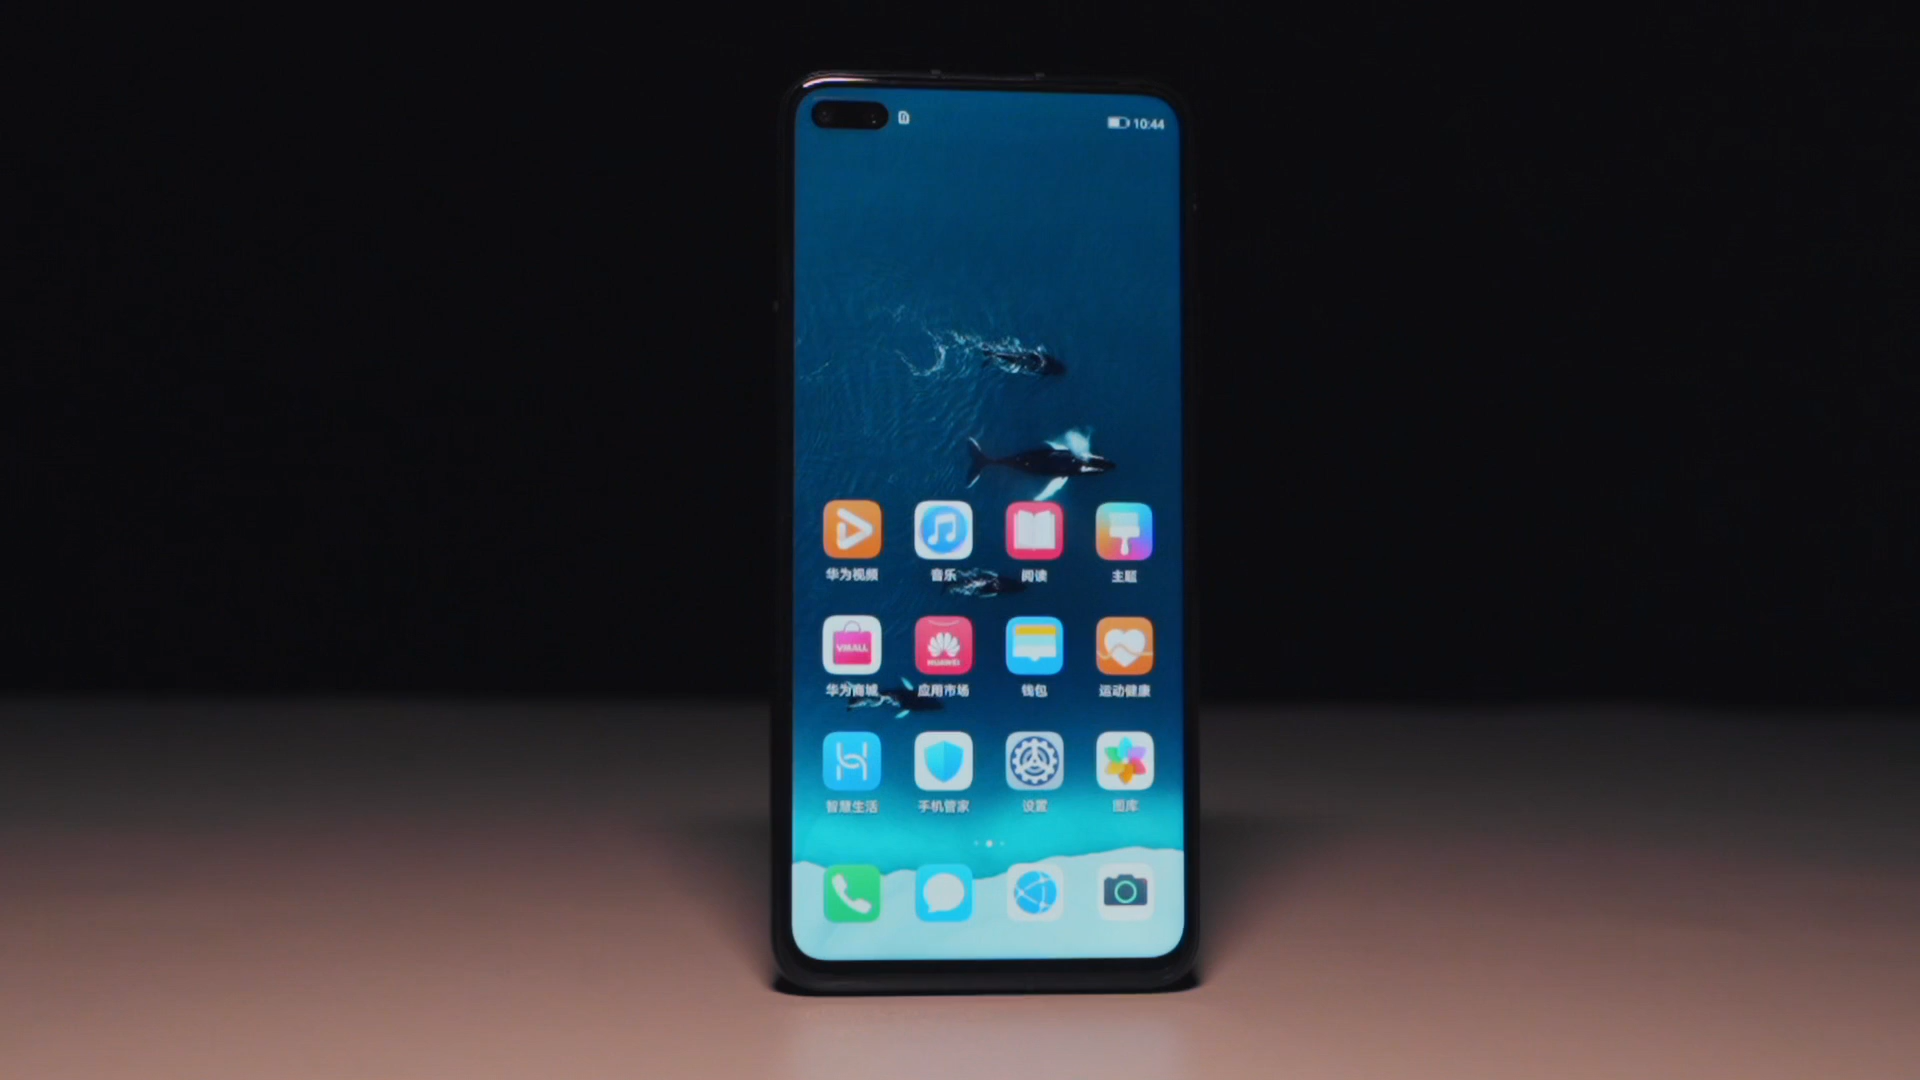 10:44
华为视频 音乐 阅读 主题
VMALL HUAWEI
华为商城 应用市场 钱包 运动健康
智慧生活 手机管家 设置 图库